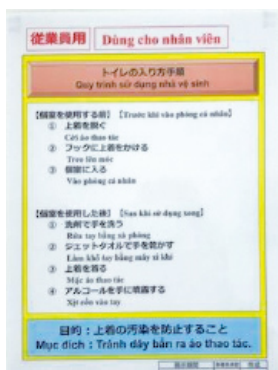 従業員用 Dùng cho nhân viên
トイレの入り方手順
Quy trình sử dụng nhà vệ sinh
【個室を使用する前】 [Trước khi vào phòng cá nhân]
① 上着を脱ぐ
Cởi áo thao tác
② フックに上着をかける
Treo lên móc
③ 個室に入る
Vào phòng cá nhân
【個室を使用した後】 [Sau khi sử dụng xong]
① 洗剤で手を洗う
Rửa tay bằng xà phòng
② ジェットタオルで手を乾かす
Làm khô tay bằng máy xì khí
③ 上着を着る
Mặc áo thao tác
④ アルコールを手に噴霧する
Xịt cồn vào tay
目的：上着の汚染を防止すること
Mục đích：Tránh dây bẩn ra áo thao tác.